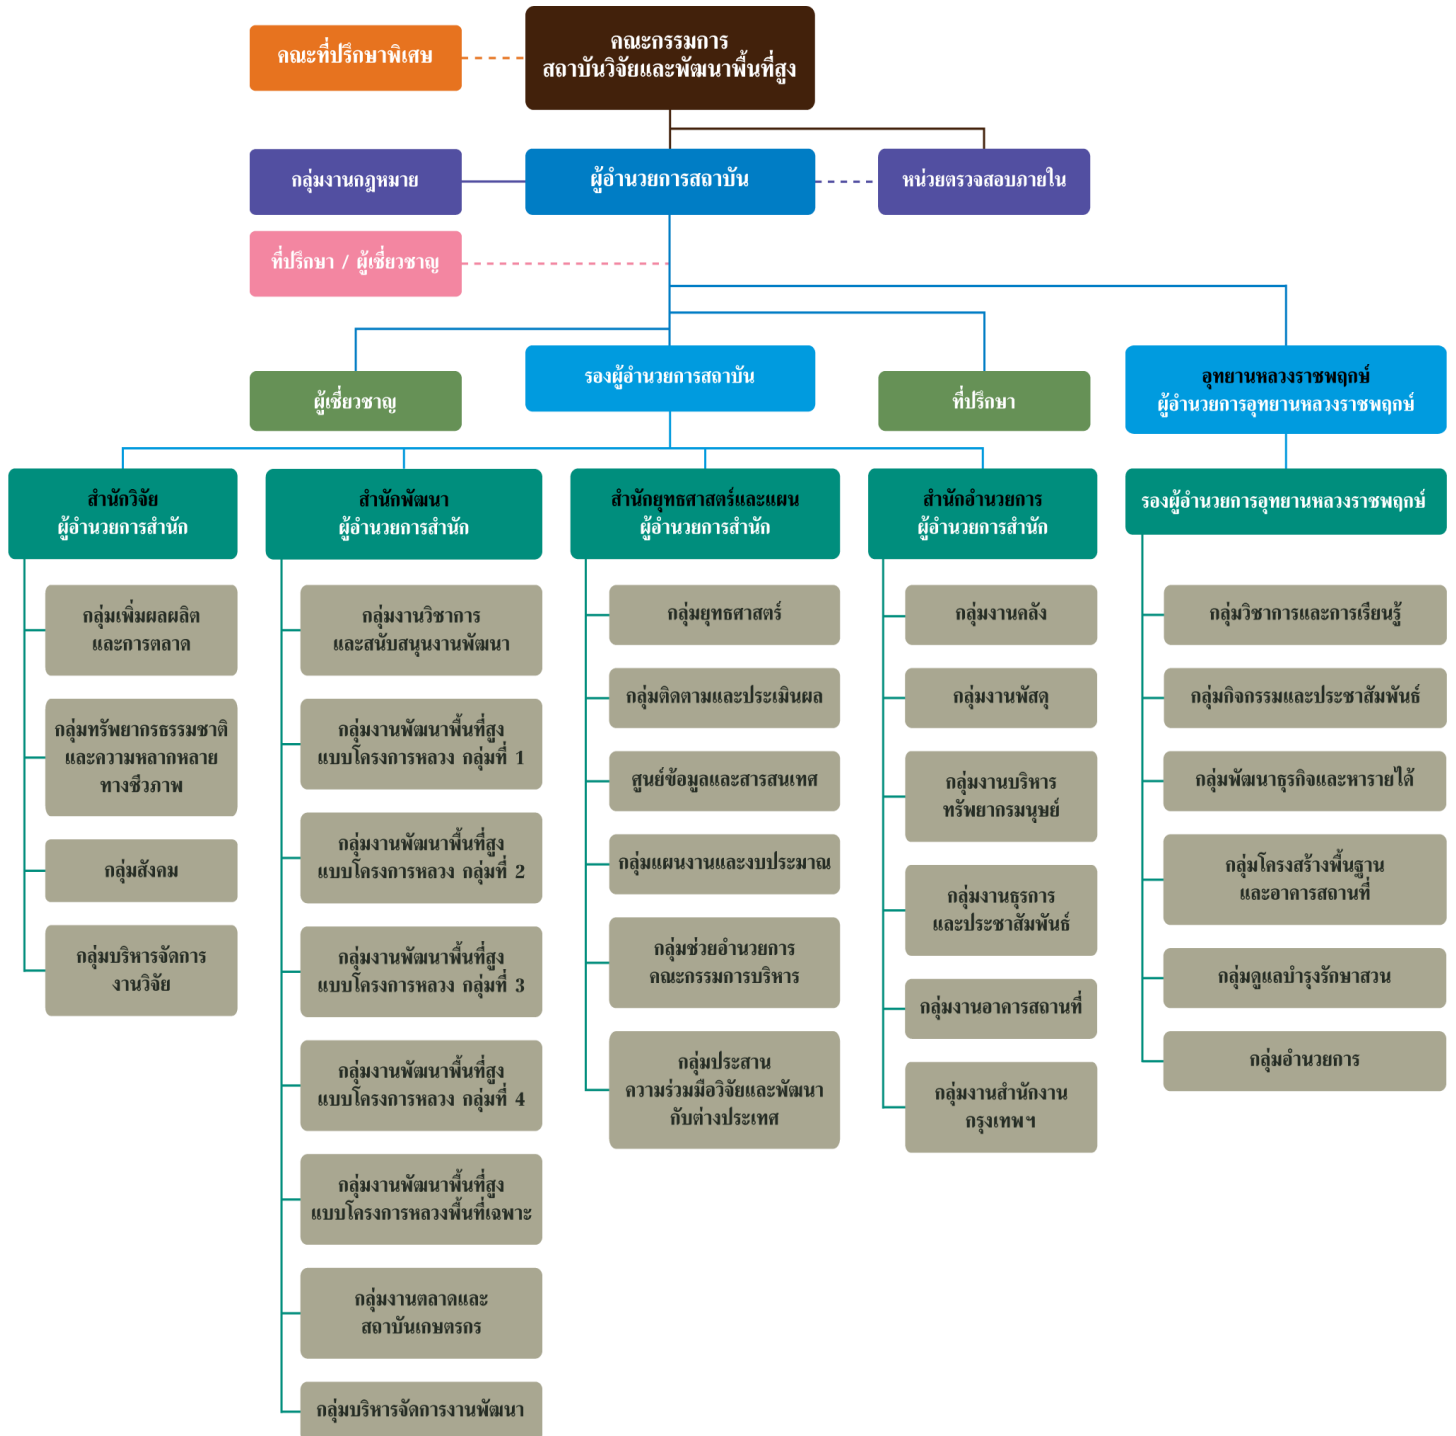 คณะที่ปรึกษาพิเศษ
คณะกรรมการ
สถาบันวิจัยและพัฒนาพื้นที่สูง
กลุ่มงานกฎหมาย
ผู้อำนวยการสถาบัน
หน่วยตรวจสอบภายใน
ที่ปรึกษา / ผู้เชี่ยวชาญ
ผู้เชี่ยวชาญ
รองผู้อำนวยการสถาบัน
ที่ปรึกษา
อุทยานหลวงราชพฤกษ์
ผู้อำนวยการอุทยานหลวงราชพฤกษ์
สำนักวิจัย
ผู้อำนวยการสำนัก
กลุ่มเพิ่มผลผลิต
และการตลาด
กลุ่มทรัพยากรธรรมชาติ
และความหลากหลาย
ทางชีวภาพ
กลุ่มสังคม
กลุ่มบริหารจัดการ
งานวิจัย
สำนักพัฒนา
ผู้อำนวยการสำนัก
กลุ่มงานวิชาการ
และสนับสนุนงานพัฒนา
กลุ่มงานพัฒนาพื้นที่สูง
แบบโครงการหลวง กลุ่มที่ 1
กลุ่มงานพัฒนาพื้นที่สูง
แบบโครงการหลวง กลุ่มที่ 2
กลุ่มงานพัฒนาพื้นที่สูง
แบบโครงการหลวง กลุ่มที่ 3
กลุ่มงานพัฒนาพื้นที่สูง
แบบโครงการหลวง กลุ่มที่ 4
กลุ่มงานพัฒนาพื้นที่สูง
แบบโครงการหลวงพื้นที่เฉพาะ
กลุ่มงานตลาดและ
สถาบันเกษตรกร
กลุ่มบริหารจัดการงานพัฒนา
สำนักยุทธศาสตร์และแผน
ผู้อำนวยการสำนัก
กลุ่มยุทธศาสตร์
กลุ่มติดตามและประเมินผล
ศูนย์ข้อมูลและสารสนเทศ
กลุ่มแผนงานและงบประมาณ
กลุ่มช่วยอำนวยการ
คณะกรรมการบริหาร
กลุ่มประสาน
ความร่วมมือวิจัยและพัฒนา
กับต่างประเทศ
สำนักอำนวยการ
ผู้อำนวยการสำนัก
กลุ่มงานคลัง
กลุ่มงานพัสดุ
กลุ่มงานบริหาร
ทรัพยากรมนุษย์
กลุ่มงานธุรการ
และประชาสัมพันธ์
กลุ่มงานอาคารสถานที่
กลุ่มงานสำนักงาน
กรุงเทพฯ
รองผู้อำนวยการอุทยานหลวงราชพฤกษ์
กลุ่มวิชาการและการเรียนรู้
กลุ่มกิจกรรมและประชาสัมพันธ์
กลุ่มพัฒนาธุรกิจและหารายได้
กลุ่มโครงสร้างพื้นฐาน
และอาคารสถานที่
กลุ่มดูแลบำรุงรักษาสวน
กลุ่มอำนวยการ